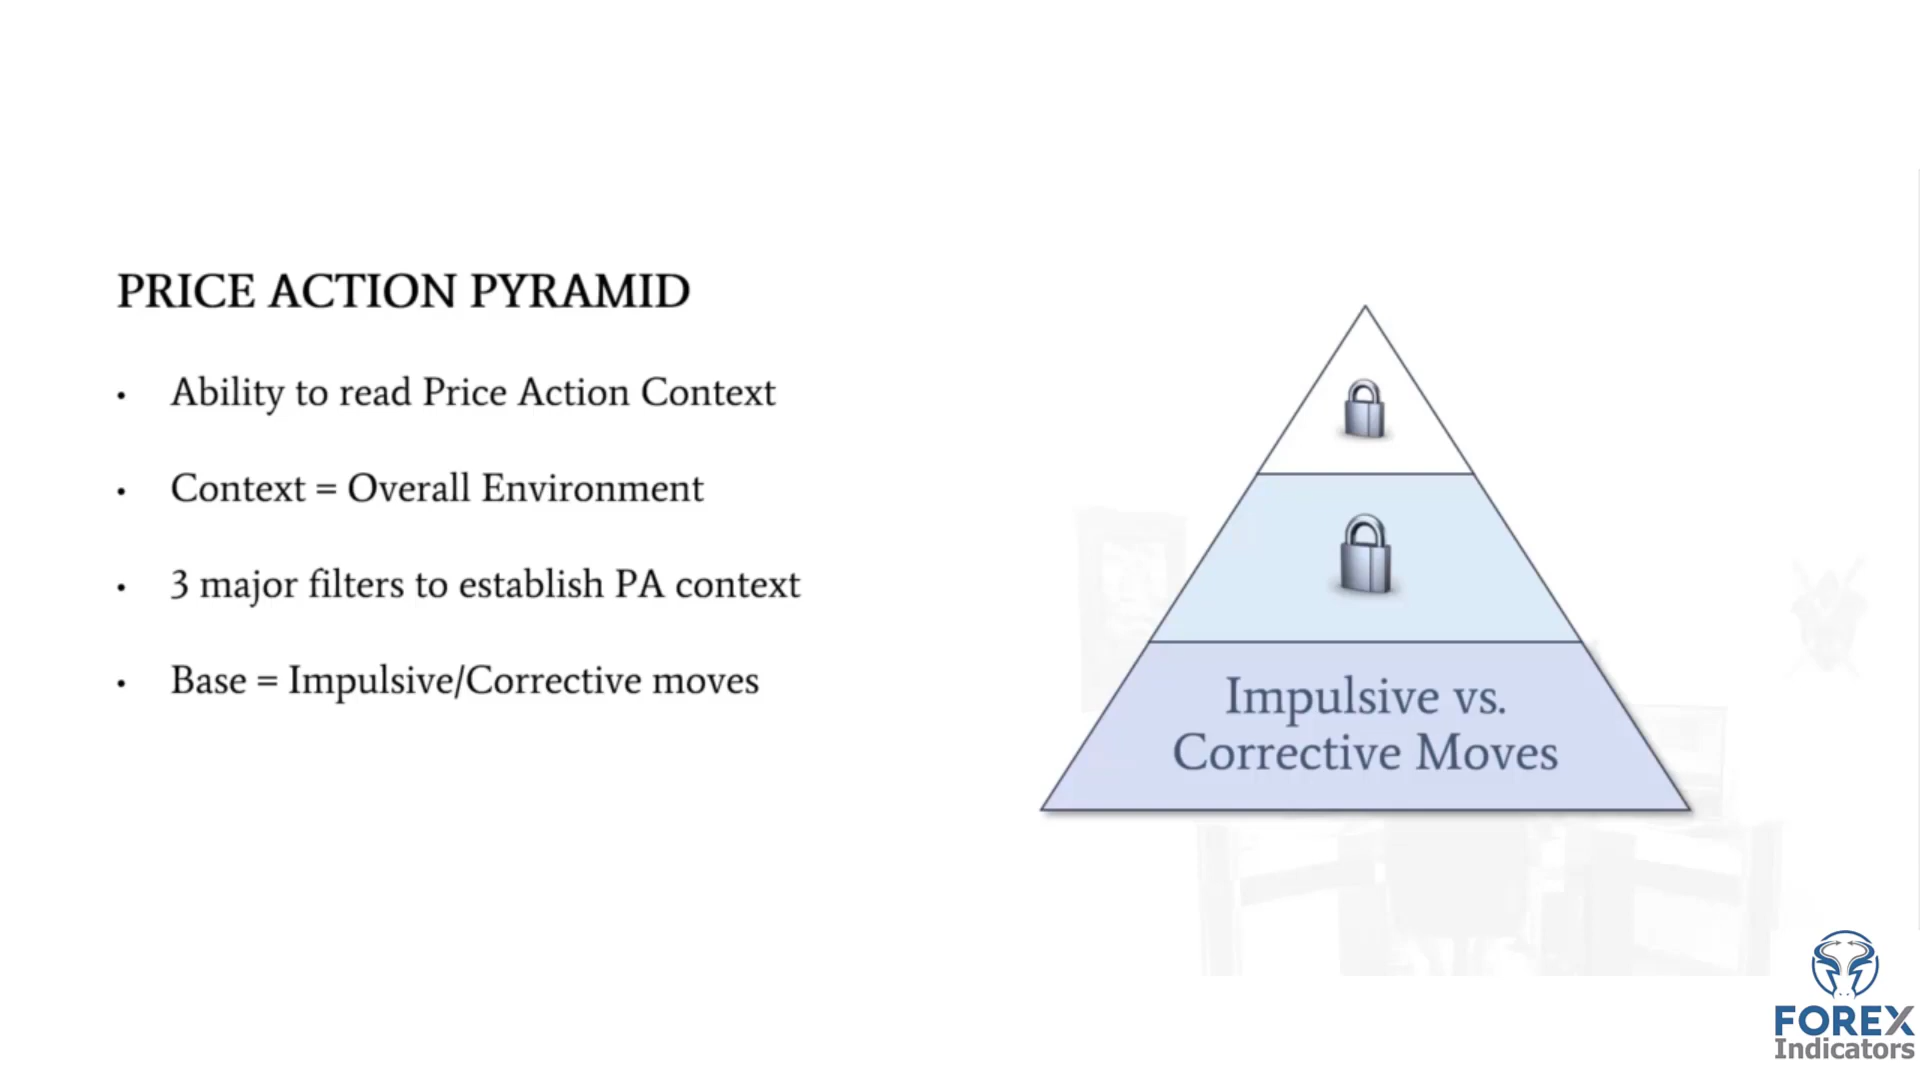 PRICE ACTION PYRAMID
• Ability to read Price Action Context
• Context = Overall Environment
• 3 major filters to establish PA context
• Base = Impulsive/Corrective moves
Impulsive vs.
Corrective Moves
FOREX
Indicators